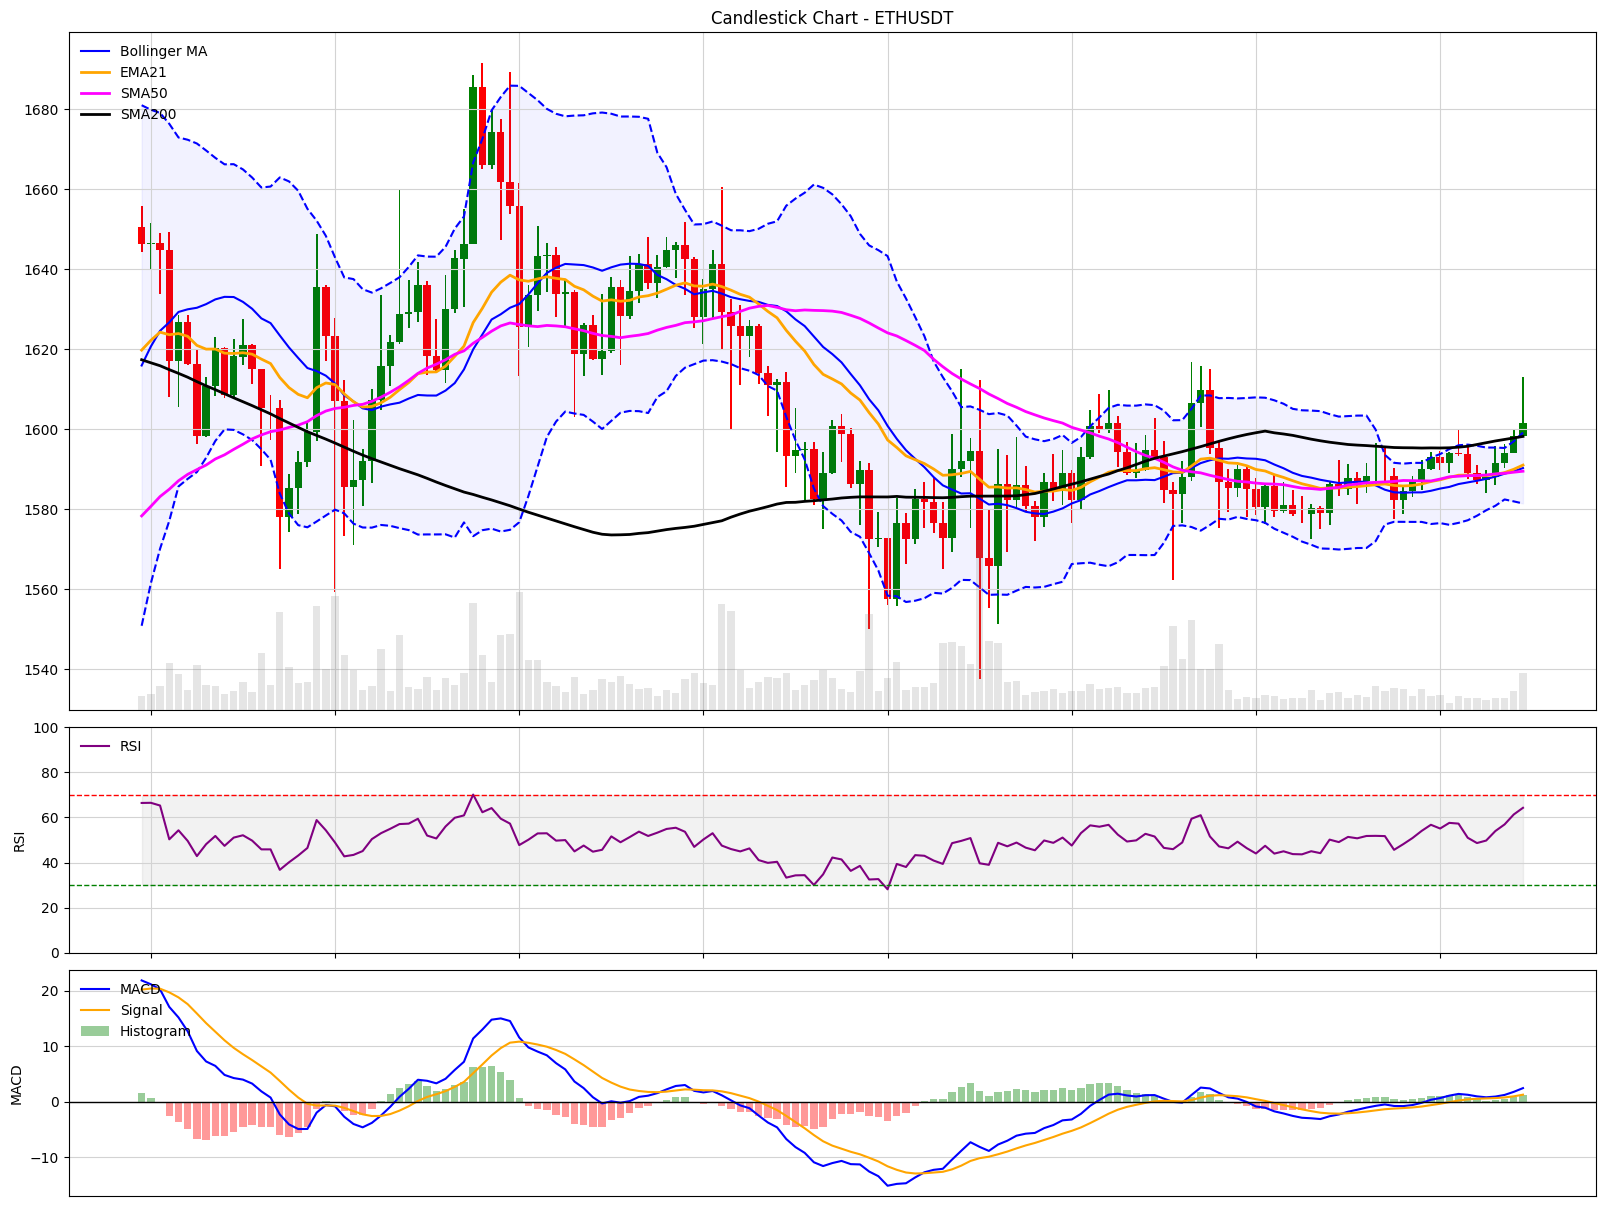 Candlestick Chart - ETHUSDT
Bollinger MA
EMA21
SMA50
SMA200
1680
1660
1640
1620
1600
1580
1560
1540
100
80
60
40
20
0
RSI
RSI
20
10
0
−10
MACD
MACD
Signal
Histogram